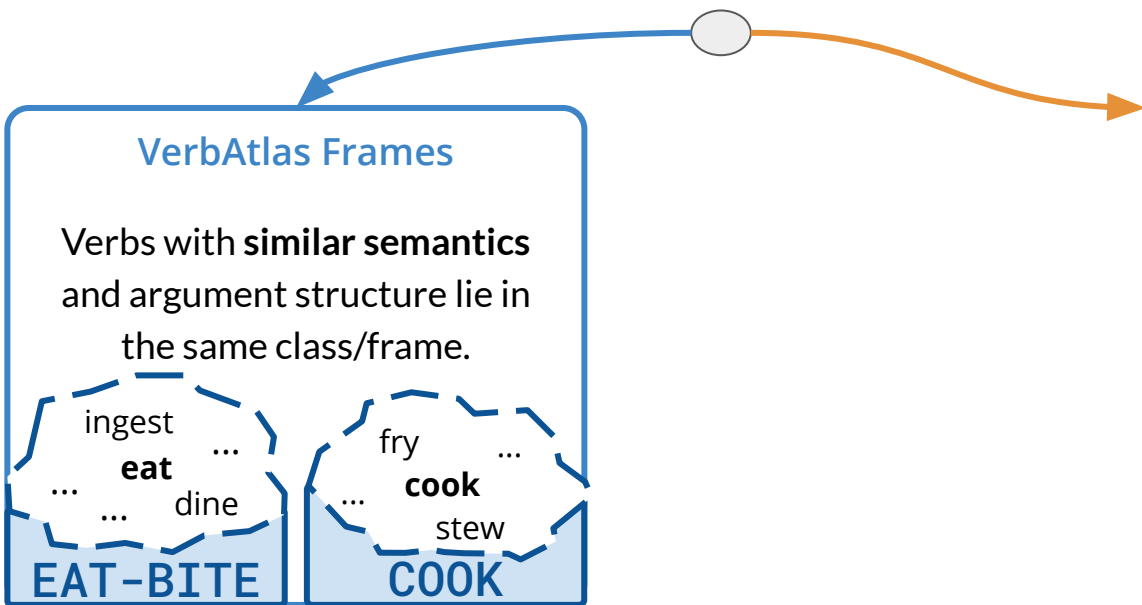 VerbAtlas Frames
Verbs with similar semantics
and argument structure lie in
the same class/frame.
ingest
...
eat
...
dine
...
EAT-BITE
fry
...
cook
...
stew
COOK